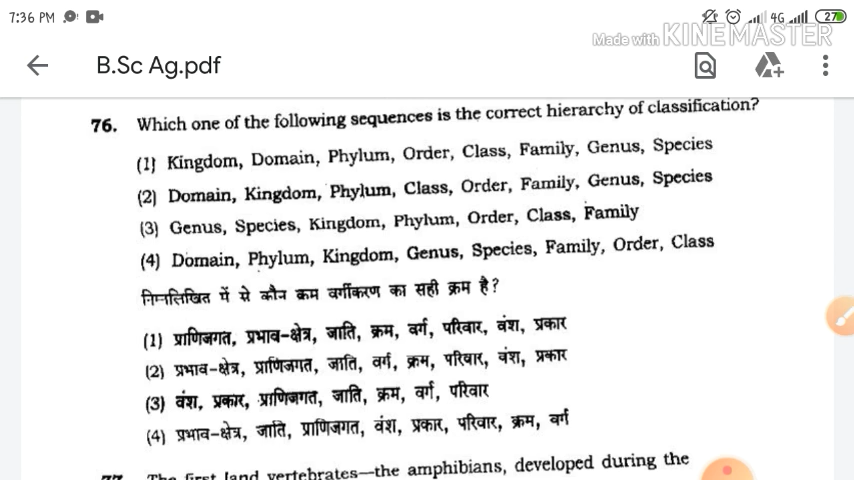 7:36 PM 4G 27
Made with KINEMASTER
B.Sc Ag.pdf
76. Which one of the following sequences is the correct hierarchy of classification?
(1) Kingdom, Domain, Phylum, Order, Class, Family, Genus, Species
(2) Domain, Kingdom, Phylum, Class, Order, Family, Genus, Species
(3) Genus, Species, Kingdom, Phylum, Order, Class, Family
(4) Domain, Phylum, Kingdom, Genus, Species, Family, Order, Class
निम्नलिखित में से कौन क्रम वर्गीकरण का सही क्रम है?
(1) प्राणिजगत, प्रभाव-क्षेत्र, जाति, क्रम, वर्ग, परिवार, वंश, प्रकार
(2) प्रभाव-क्षेत्र, प्राणिजगत, जाति, वर्ग, क्रम, परिवार, वंश, प्रकार
(3) वंश, प्रकार, प्राणिजगत, जाति, क्रम, वर्ग, परिवार
(4) प्रभाव-क्षेत्र, जाति, प्राणिजगत, वंश, प्रकार, परिवार, क्रम, वर्ग
77. The first land vertebrates—the amphibians, developed during the